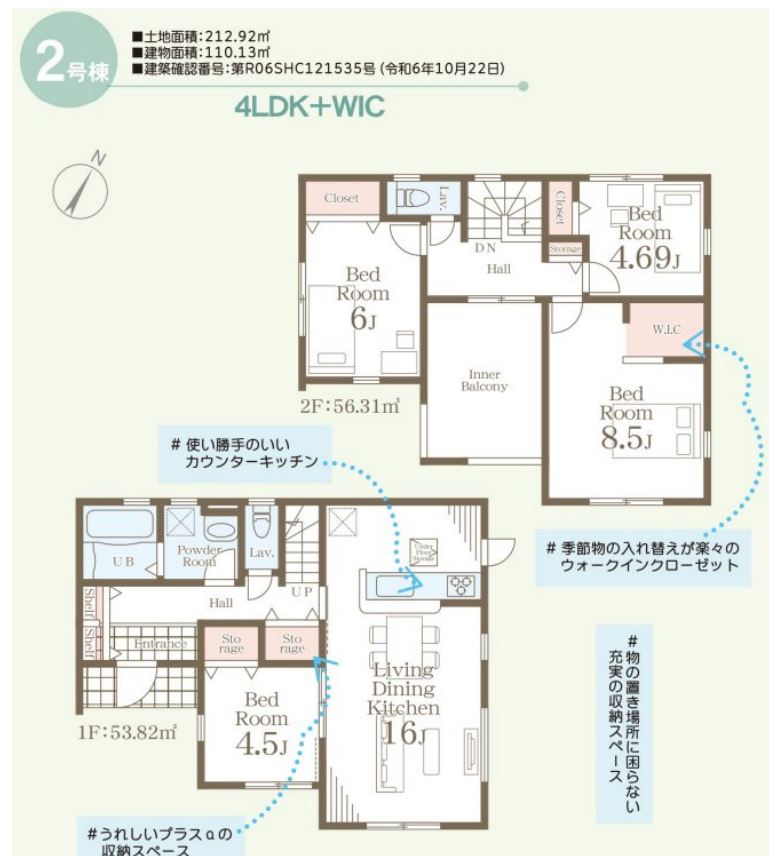 2号棟
■土地面積:212.92㎡
■建物面積:110.13㎡
■建築確認番号:第R06SHC121535号(令和6年10月22日)
4LDK+WIC
N
Closet
Lav.
Closet
Bed
Room
4.69J
DN
Storage
Hall
Bed
Room
6J
W.I.C
Inner
Balcony
Bed
Room
8.5J
2F:56.31㎡
# 使い勝手のいい
カウンターキッチン
# 季節物の入れ替えが楽々の
ウォークインクローゼット
UB
Powder
Room
Lav.
Under
Floor
Storage
UP
Hall
Shelf
Shelf
Entrance
Sto
rage
Sto
rage
Living
Dining
Kitchen
16J
Bed
Room
4.5J
1F:53.82㎡
#物の置き場所に困らない
充実の収納スペース
#うれしいプラスαの
収納スペース